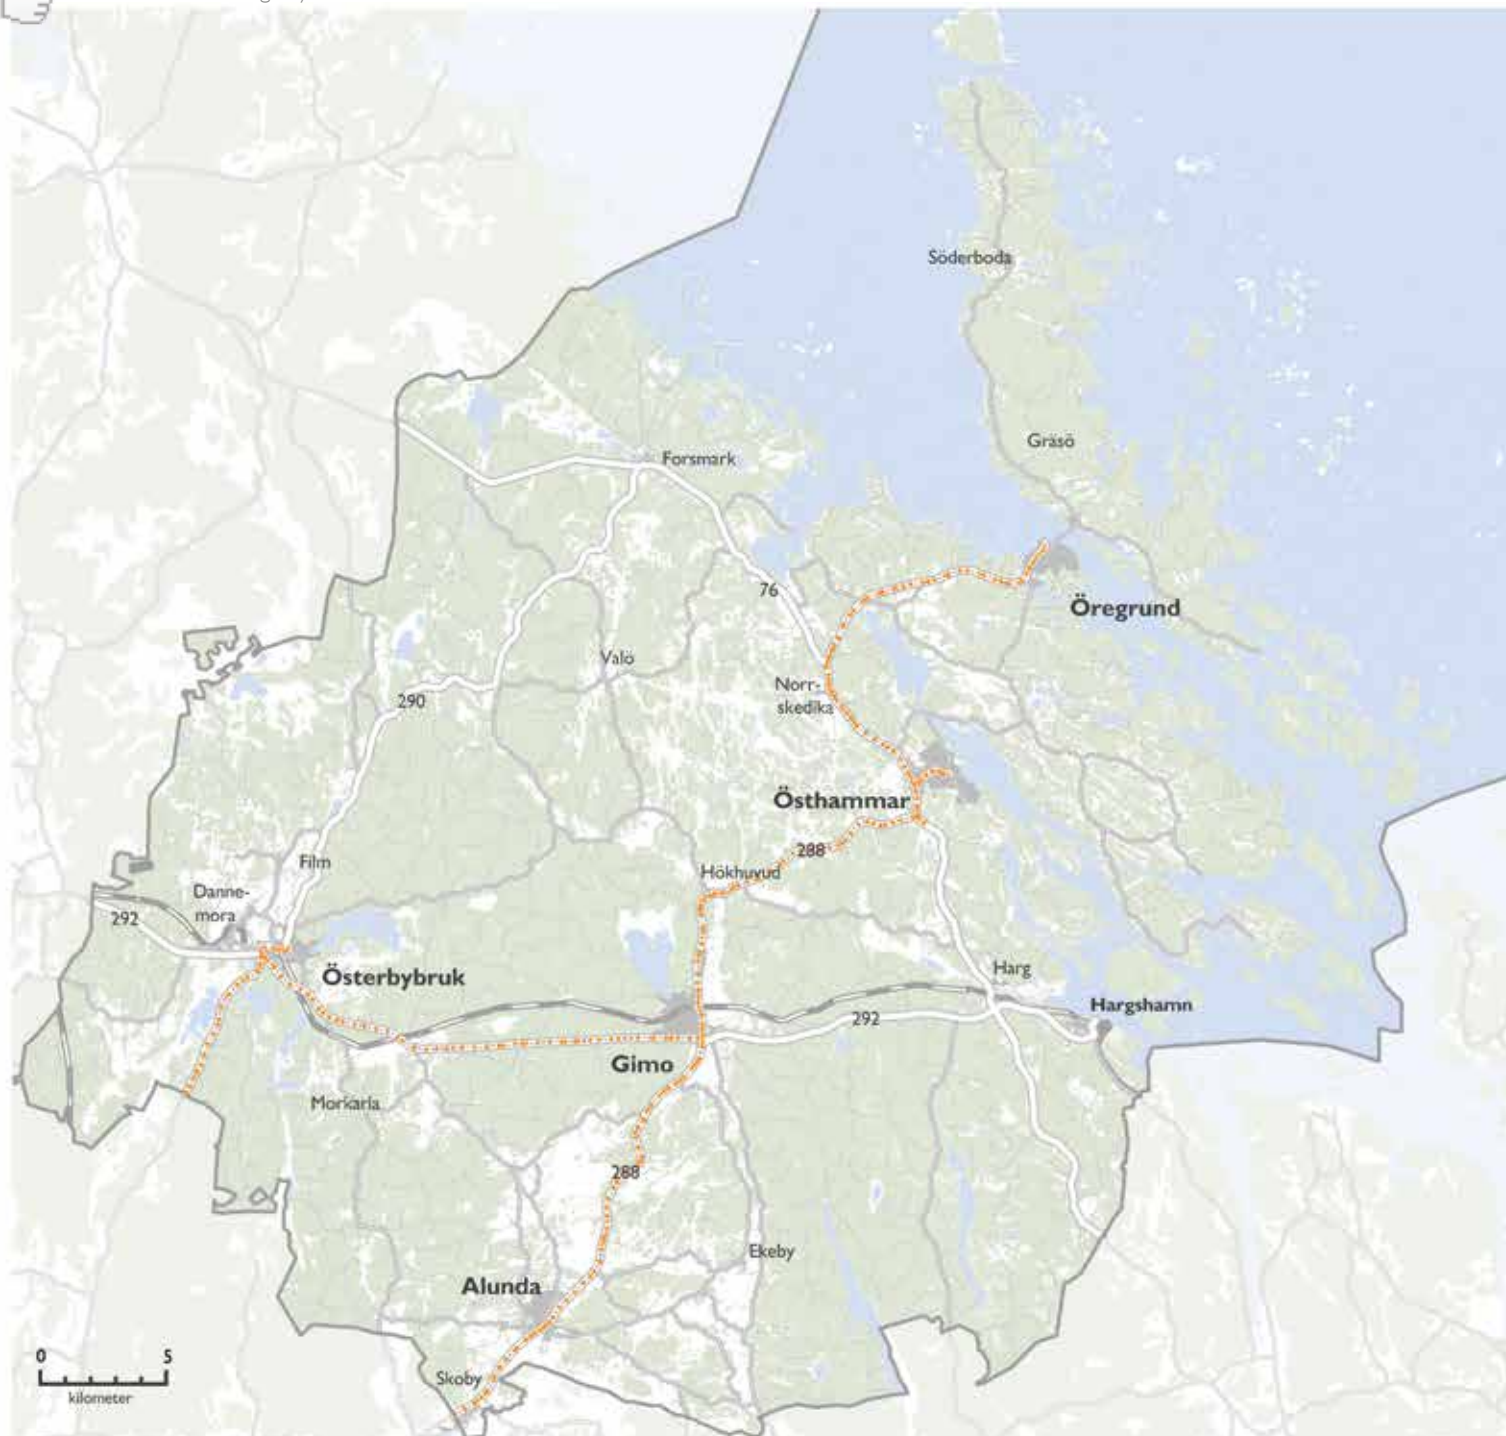 Söderboda
Gräsö
Forsmark
76
Öregrund
Valö
Norr-
skedika
290
Östhammar
288
Film
Hökhuvud
Danne-
mora
292
Harg
Österbybruk
Hargshamn
292
Gimo
Morkarla
288
Ekeby
Alunda
0 5
Skoby
kilometer